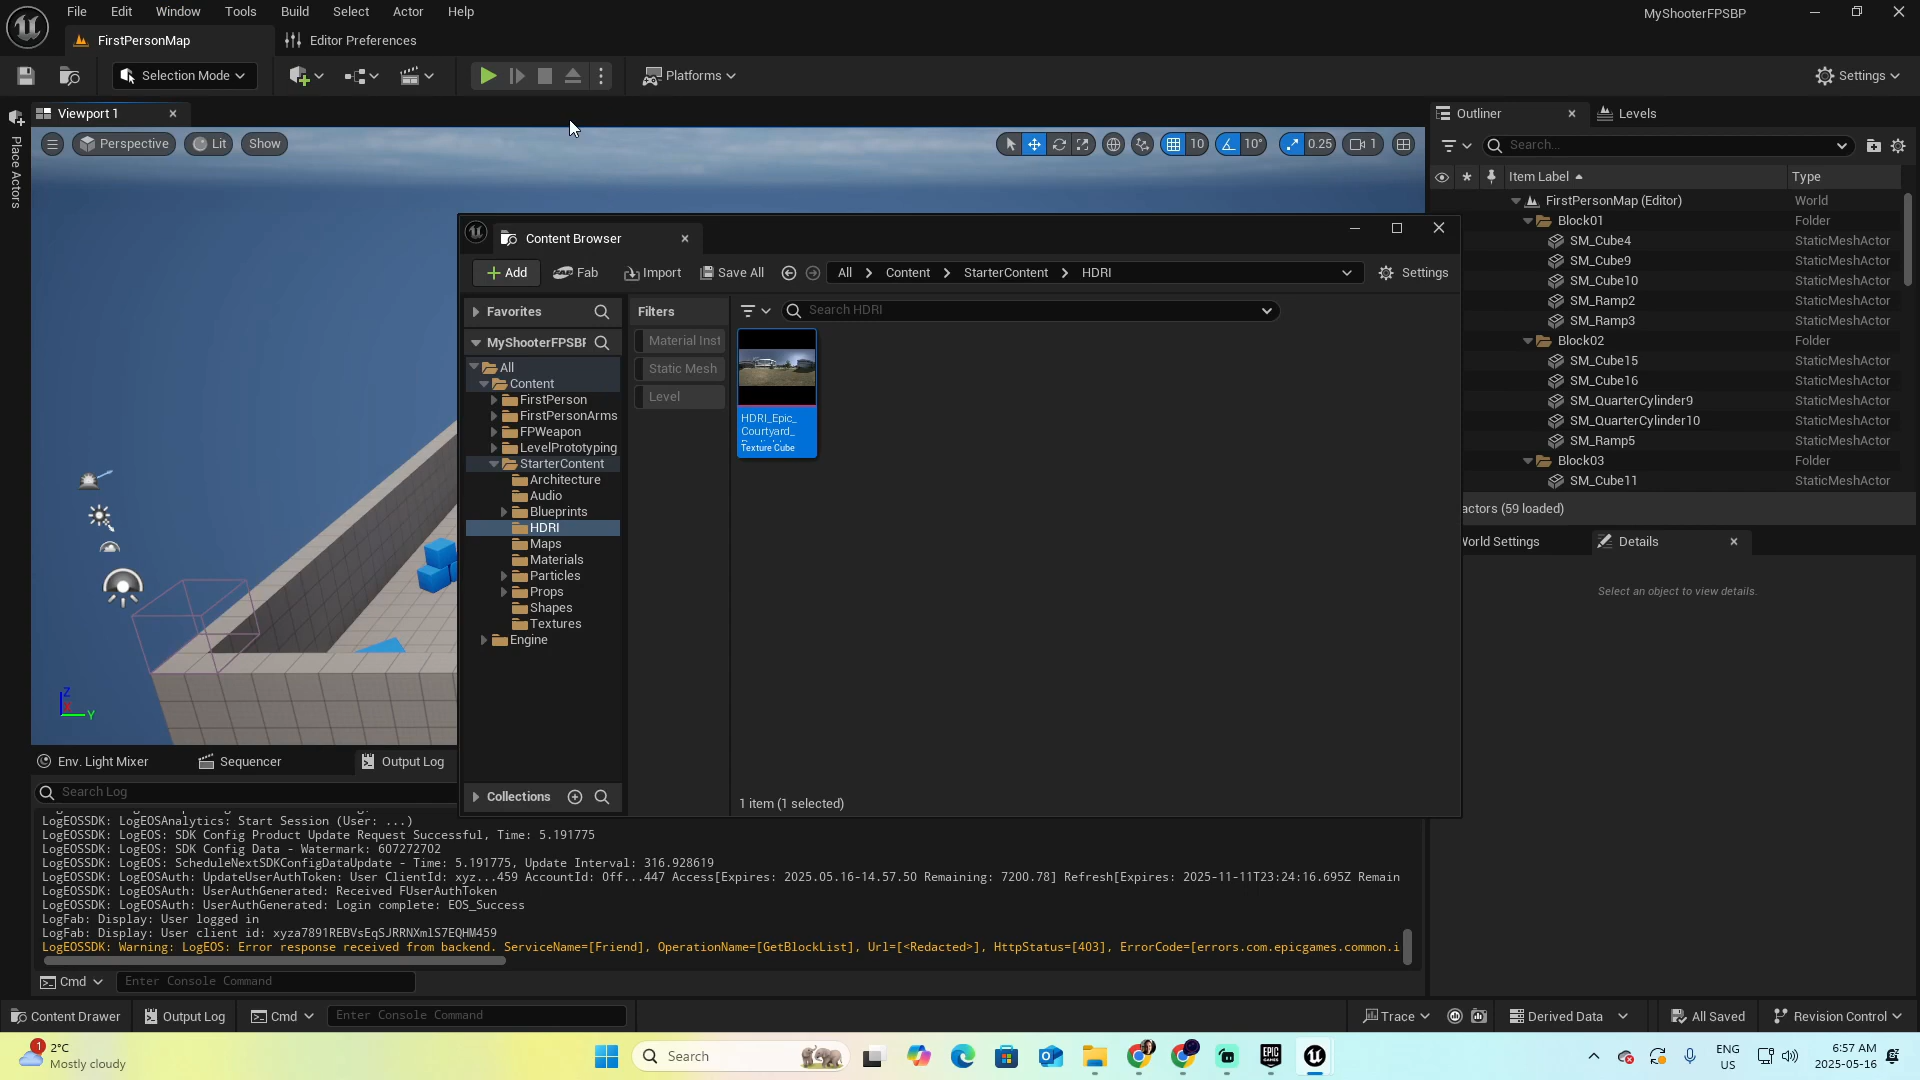 File Edit Window Tools Build Select Actor Help
MyShooterFPSBP
FirstPersonMap
Editor Preferences
Selection Mode
Platforms
Settings
Place Actors
Viewport 1
Perspective
Lit
Show
10
10°
0.25
1
Outliner
Levels
Search...
Item Label
Type
FirstPersonMap (Editor) World
Block01 Folder
SM_Cube4 StaticMeshActor
SM_Cube9 StaticMeshActor
SM_Cube10 StaticMeshActor
SM_Ramp2 StaticMeshActor
SM_Ramp3 StaticMeshActor
Block02 Folder
SM_Cube15 StaticMeshActor
SM_Cube16 StaticMeshActor
SM_QuarterCylinder9 StaticMeshActor
SM_QuarterCylinder10 StaticMeshActor
SM_Ramp5 StaticMeshActor
Block03 Folder
SM_Cube11 StaticMeshActor
actors (59 loaded)
World Settings
Details
Select an object to view details.
Content Browser
Add
Fab
Import
Save All
All
Content
StarterContent
HDRI
Settings
Favorites
MyShooterFPSBP
All
Content
FirstPerson
FirstPersonArms
FPWeapon
LevelPrototyping
StarterContent
Architecture
Audio
Blueprints
HDRI
Maps
Materials
Particles
Props
Shapes
Textures
Engine
Collections
Filters
Material Inst
Static Mesh
Level
Search HDRI
HDRI_Epic_
Courtyard_
Texture Cube
1 item (1 selected)
Z
Y
Env. Light Mixer
Sequencer
Output Log
Search Log
LogEOSSDK: LogEOSAnalytics: Start Session (User: ...)
LogEOSSDK: LogEOS: SDK Config Product Update Request Successful, Time: 5.191775
LogEOSSDK: LogEOS: SDK Config Data - Watermark: 607272702
LogEOSSDK: LogEOS: ScheduleNextSDKConfigDataUpdate - Time: 5.191775, Update Interval: 316.928619
LogEOSSDK: LogEOSAuth: UpdateUserAuthToken: User ClientId: xyz...459 AccountId: 0ff...447 Access[Expires: 2025.05.16-14.57.50 Remaining: 7200.78] Refresh[Expires: 2025-11-11T23:24:16.695Z Remain
LogEOSSDK: LogEOSAuth: UserAuthGenerated: Received FUserAuthToken
LogEOSSDK: LogEOSAuth: UserAuthGenerated: Login complete: EOS_Success
LogFab: Display: User logged in
LogFab: Display: User client id: xyza7891REBVsEqSJRRNXmlS7EQHM459
LogEOSSDK: Warning: LogEOS: Error response received from backend. ServiceName=[Friend], OperationName=[GetBlockList], Url=[<Redacted>], HttpStatus=[403], ErrorCode=[errors.com.epicgames.common.i
Cmd
Enter Console Command
Content Drawer
Output Log
Cmd
Enter Console Command
Trace
Derived Data
All Saved
Revision Control
1
2°C
Mostly cloudy
Search
EPIC
GAMES
ENG
US
6:57 AM
2025-05-16